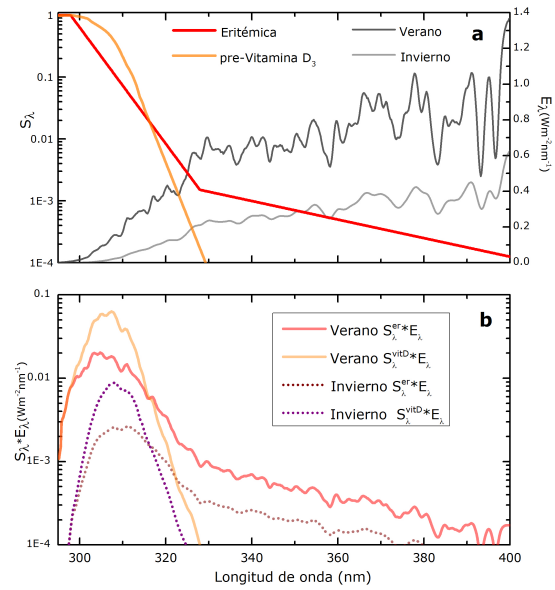 1
0.1
0.01
1E-3
1E-4
Sλ
1.4
1.2
1.0
0.8
0.6
0.4
0.2
0.0
Eλ(Wm⁻²nm⁻¹)
Eritémica
pre-Vitamina D₃
Verano
Invierno
a
b
0.1
0.01
1E-3
1E-4
Sλ*Eλ(Wm⁻²nm⁻¹)
Verano Sλᵉʳ*Eλ
Verano Sλᵛⁱᵗᴰ*Eλ
Invierno Sλᵉʳ*Eλ
Invierno Sλᵛⁱᵗᴰ*Eλ
300 320 340 360 380 400
Longitud de onda (nm)